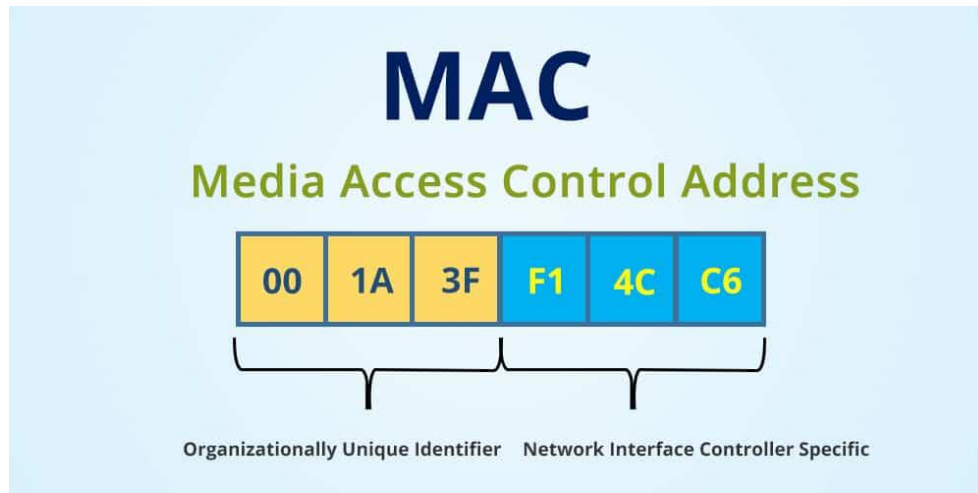 MAC
Media Access Control Address
00 1A 3F F1 4C C6
Organizationally Unique Identifier Network Interface Controller Specific